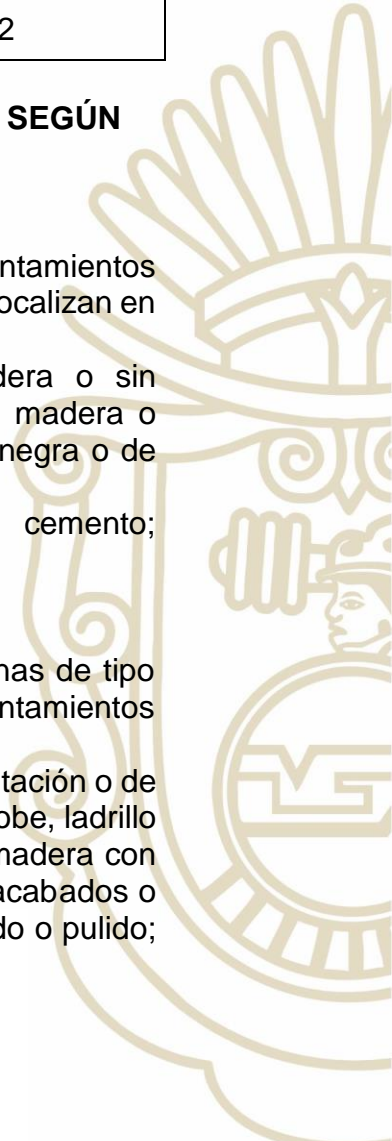 2
SEGÚN
ntamientos
ocalizan en
dera o sin
madera o
negra o de
cemento;
nas de tipo
ntamientos
tación o de
obe, ladrillo
madera con
acabados o
do o pulido;